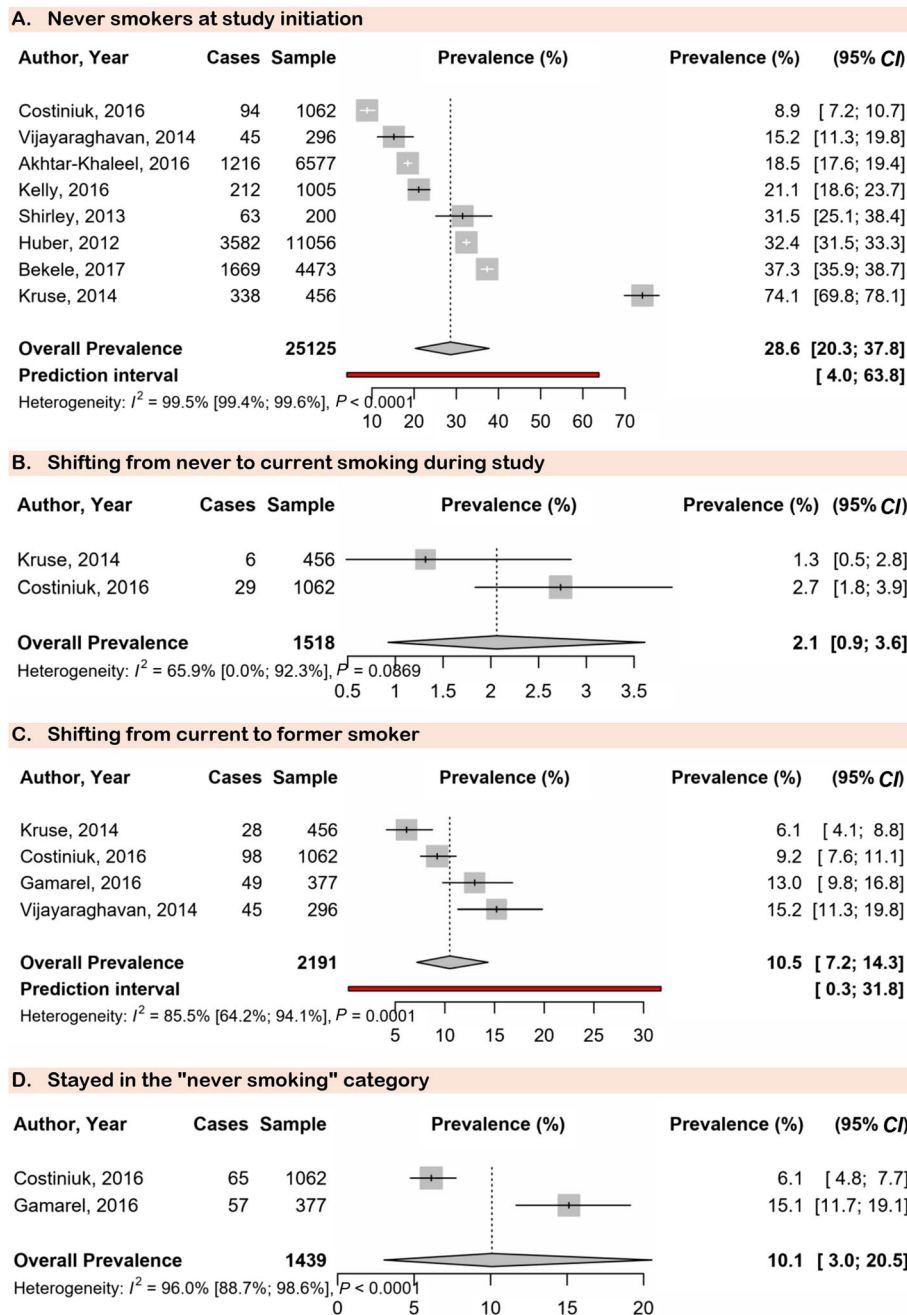 A. Never smokers at study initiation
Author, Year Cases Sample Prevalence (%) Prevalence (%) (95% CI)
Costiniuk, 2016 94 1062 8.9 [ 7.2; 10.7]
Vijayaraghavan, 2014 45 296 15.2 [11.3; 19.8]
Akhtar-Khaleel, 2016 1216 6577 18.5 [17.6; 19.4]
Kelly, 2016 212 1005 21.1 [18.6; 23.7]
Shirley, 2013 63 200 31.5 [25.1; 38.4]
Huber, 2012 3582 11056 32.4 [31.5; 33.3]
Bekele, 2017 1669 4473 37.3 [35.9; 38.7]
Kruse, 2014 338 456 74.1 [69.8; 78.1]
Overall Prevalence 25125 28.6 [20.3; 37.8]
Prediction interval [ 4.0; 63.8]
Heterogeneity: I² = 99.5% [99.4%; 99.6%], P < 0.0001
10 20 30 40 50 60 70
B. Shifting from never to current smoking during study
Author, Year Cases Sample Prevalence (%) Prevalence (%) (95% CI)
Kruse, 2014 6 456 1.3 [0.5; 2.8]
Costiniuk, 2016 29 1062 2.7 [1.8; 3.9]
Overall Prevalence 1518 2.1 [0.9; 3.6]
Heterogeneity: I² = 65.9% [0.0%; 92.3%], P = 0.0869
0.5 1 1.5 2 2.5 3 3.5
C. Shifting from current to former smoker
Author, Year Cases Sample Prevalence (%) Prevalence (%) (95% CI)
Kruse, 2014 28 456 6.1 [ 4.1; 8.8]
Costiniuk, 2016 98 1062 9.2 [ 7.6; 11.1]
Gamarel, 2016 49 377 13.0 [ 9.8; 16.8]
Vijayaraghavan, 2014 45 296 15.2 [11.3; 19.8]
Overall Prevalence 2191 10.5 [ 7.2; 14.3]
Prediction interval [ 0.3; 31.8]
Heterogeneity: I² = 85.5% [64.2%; 94.1%], P = 0.0001
5 10 15 20 25 30
D. Stayed in the "never smoking" category
Author, Year Cases Sample Prevalence (%) Prevalence (%) (95% CI)
Costiniuk, 2016 65 1062 6.1 [ 4.8; 7.7]
Gamarel, 2016 57 377 15.1 [11.7; 19.1]
Overall Prevalence 1439 10.1 [ 3.0; 20.5]
Heterogeneity: I² = 96.0% [88.7%; 98.6%], P < 0.0001
0 5 10 15 20